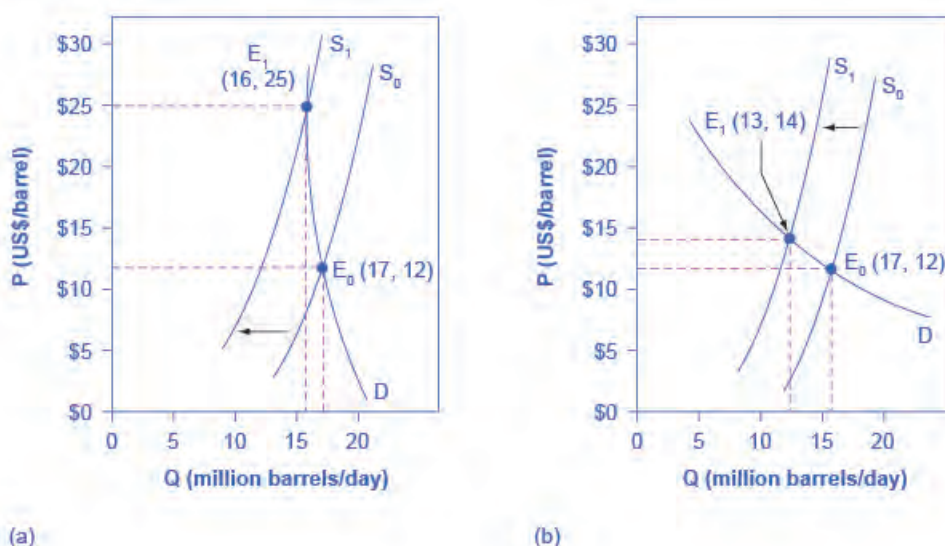 $30
$25
$20
$15
$10
$5
$0
P (US$/barrel)
E1
(16, 25)
S1
S0
E0 (17, 12)
D
0
5
10
15
20
Q (million barrels/day)
(a)
$30
$25
$20
$15
$10
$5
$0
P (US$/barrel)
S1
S0
E1 (13, 14)
E0 (17, 12)
D
0
5
10
15
20
Q (million barrels/day)
(b)